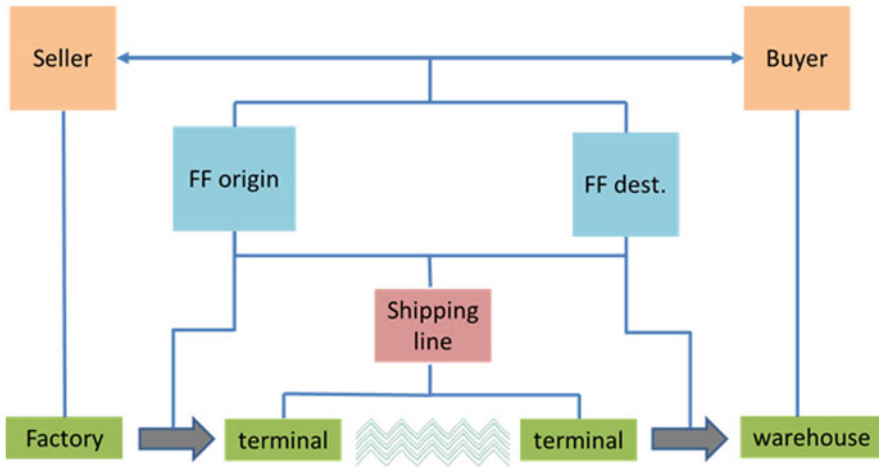 Seller
Buyer
FF origin
FF dest.
Shipping
line
Factory
terminal
terminal
warehouse